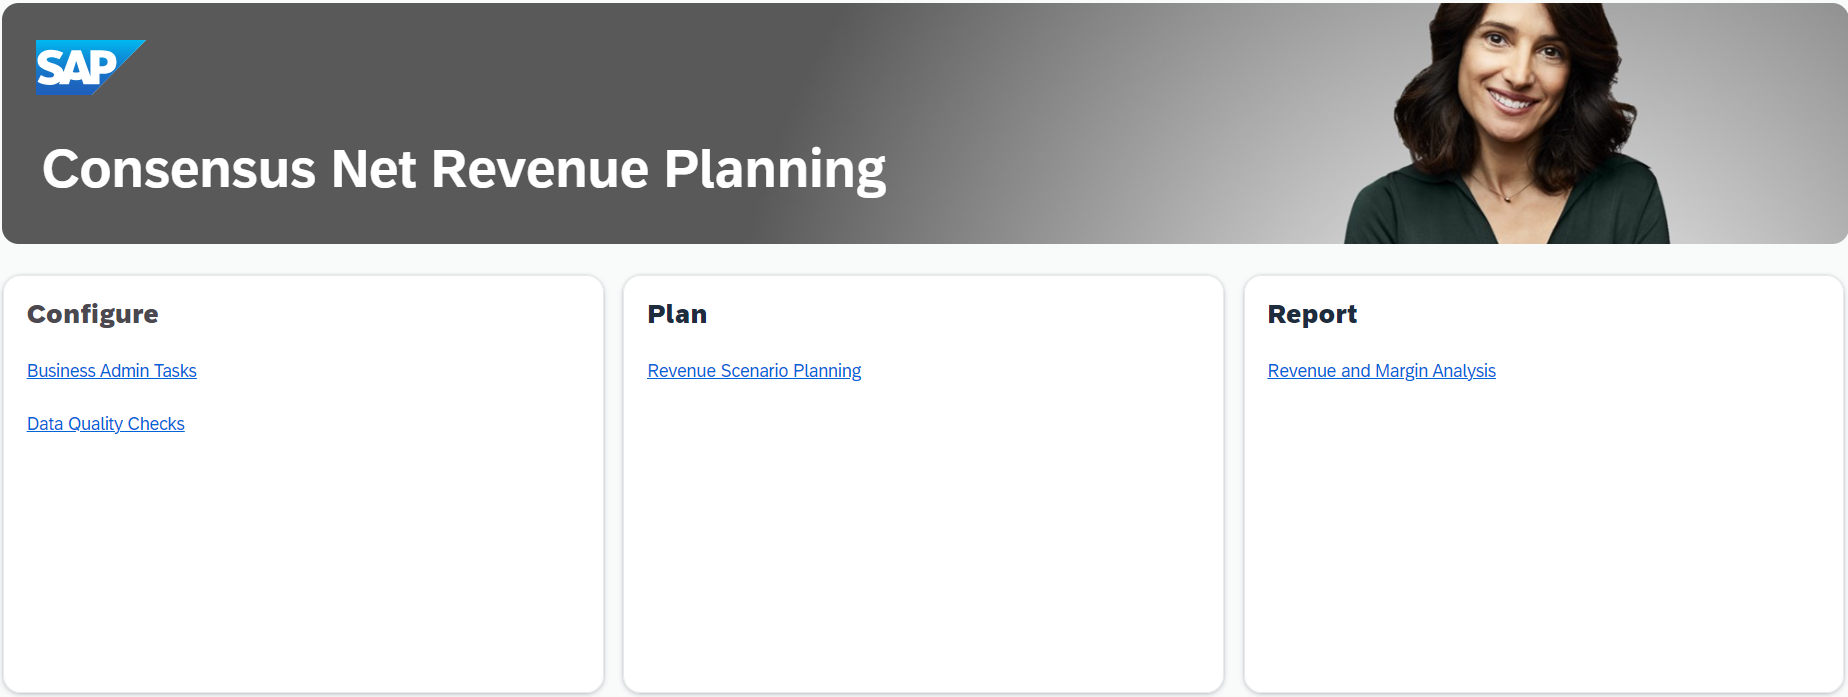 SAP
Consensus Net Revenue Planning
Configure
Business Admin Tasks
Data Quality Checks
Plan
Revenue Scenario Planning
Report
Revenue and Margin Analysis